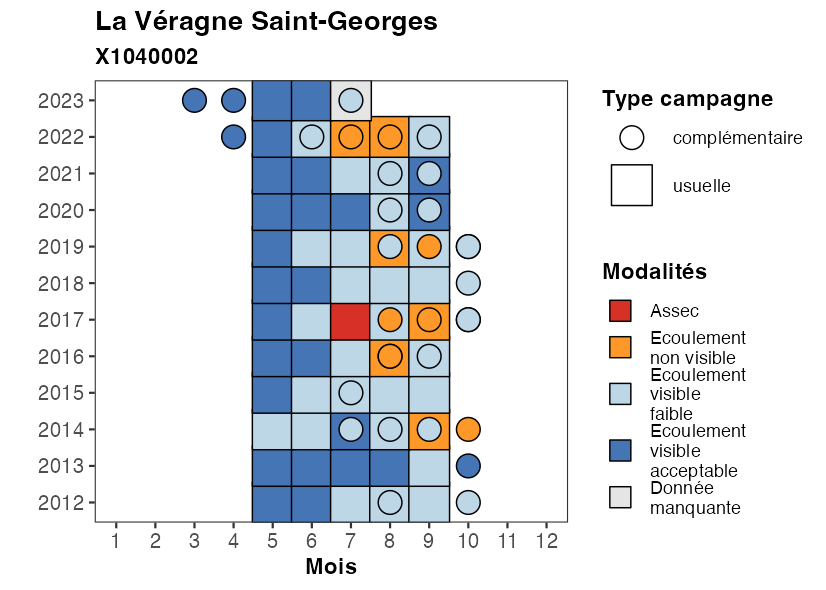 La Véragne Saint-Georges
X1040002
2023
2022
2021
2020
2019
2018
2017
2016
2015
2014
2013
2012
1 2 3 4 5 6 7 8 9 10 11 12
Mois
Type campagne
complémentaire
usuelle
Modalités
Assec
Ecoulement
non visible
Ecoulement
visible
faible
Ecoulement
visible
acceptable
Donnée
manquante